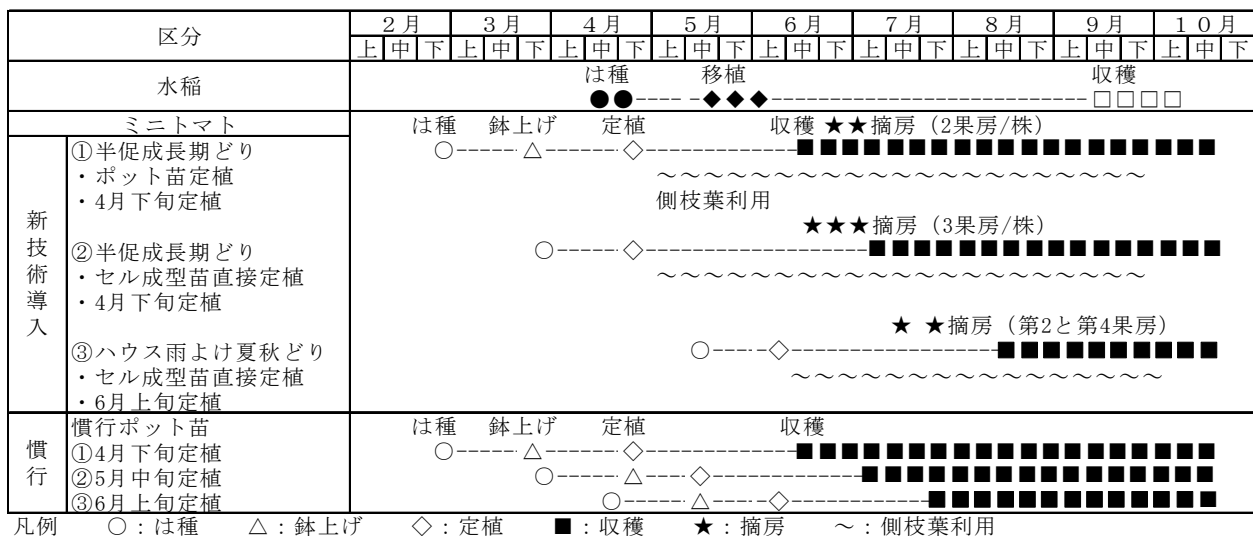 区分 2月 3月 4月 5月 6月 7月 8月 9月 10月
上 中 下 上 中 下 上 中 下 上 中 下 上 中 下 上 中 下 上 中 下 上 中 下 上 中 下
水稲 は種 移植 収穫
●●---- -◆◆◆----------------------------□□□□
ミニトマト は種 鉢上げ 定植 収穫 ★★摘房(2果房/株)
①半促成長期どり ○-----△-------◇-------------■■■■■■■■■■■■■■■■■■■
・ポット苗定植 ~~~~~~~~~~~~~~~~~~~~~
・4月下旬定植 側枝葉利用
★★★摘房(3果房/株)
②半促成長期どり ○-----◇--------------------■■■■■■■■■■■■■■■■
・セル成型苗直接定植 ~~~~~~~~~~~~~~~~~~~~~
・4月下旬定植
★ ★摘房(第2と第4果房)
③ハウス雨よけ夏秋どり ○----◇------------------■■■■■■■■■■
・セル成型苗直接定植 ~~~~~~~~~~~~~~~~
・6月上旬定植
新技術導入
慣行ポット苗 は種 鉢上げ 定植 収穫
①4月下旬定植 ○-----△-------◇-------------■■■■■■■■■■■■■■■■■■■
②5月中旬定植 ○------△----◇-------------■■■■■■■■■■■■■■■■
③6月上旬定植 ○-----△-----◇------------■■■■■■■■■■■■■
慣行
凡例 ○:は種 △:鉢上げ ◇:定植 ■:収穫 ★:摘房 ~:側枝葉利用